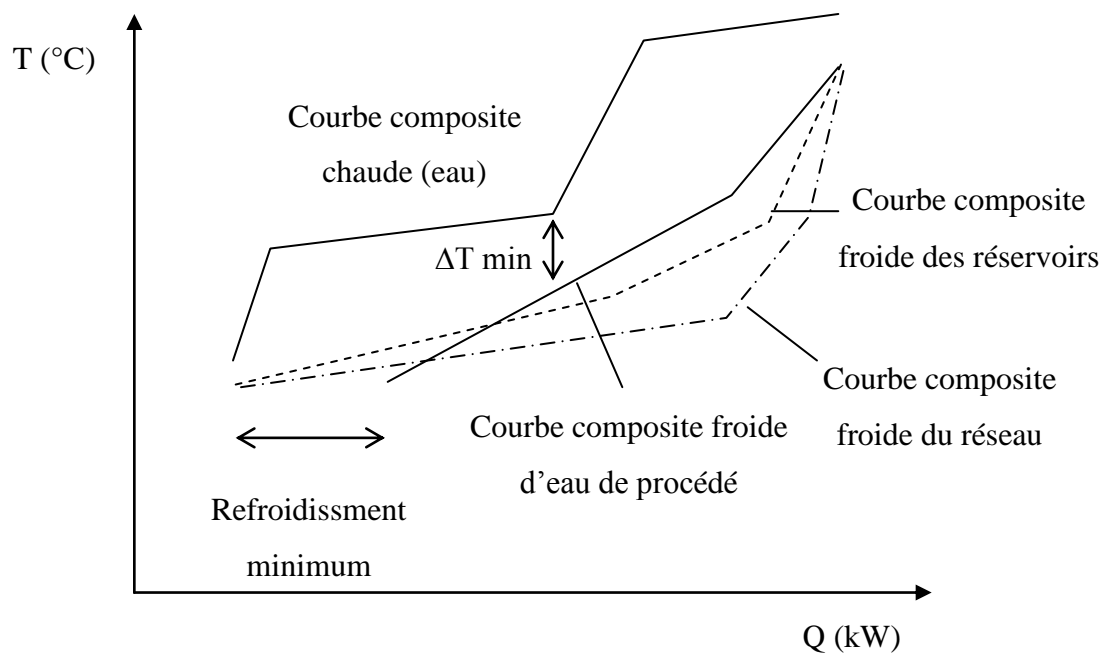 T (°C)
Courbe composite
chaude (eau)
ΔT min
Courbe composite
froide des réservoirs
Courbe composite
froide du réseau
Courbe composite froide
d’eau de procédé
Refroidissment
minimum
Q (kW)